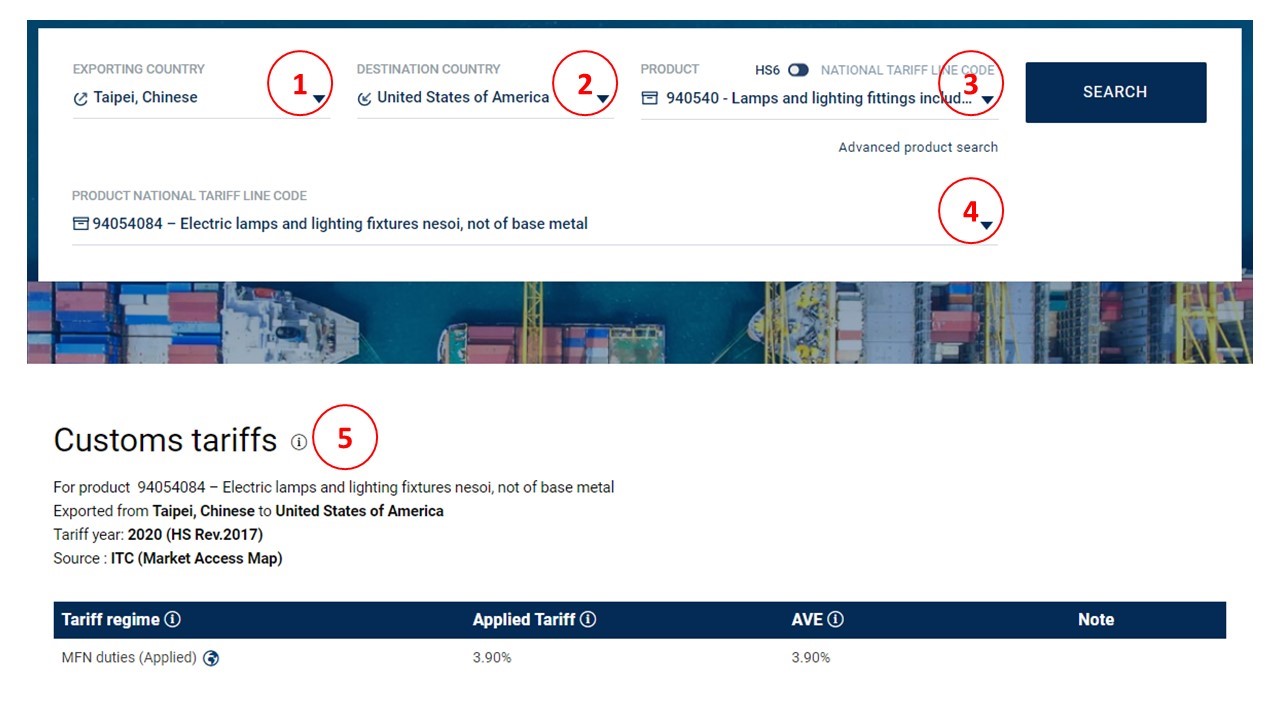 EXPORTING COUNTRY
1
Taipei, Chinese
DESTINATION COUNTRY
2
United States of America
PRODUCT
HS6
NATIONAL TARIFF LINE CODE
3
940540 - Lamps and lighting fittings includ...
SEARCH
Advanced product search
PRODUCT NATIONAL TARIFF LINE CODE
4
94054084 – Electric lamps and lighting fixtures nesoi, not of base metal
Customs tariffs
5
For product 94054084 – Electric lamps and lighting fixtures nesoi, not of base metal
Exported from Taipei, Chinese to United States of America
Tariff year: 2020 (HS Rev.2017)
Source : ITC (Market Access Map)
Tariff regime Applied Tariff AVE Note
MFN duties (Applied) 3.90% 3.90%